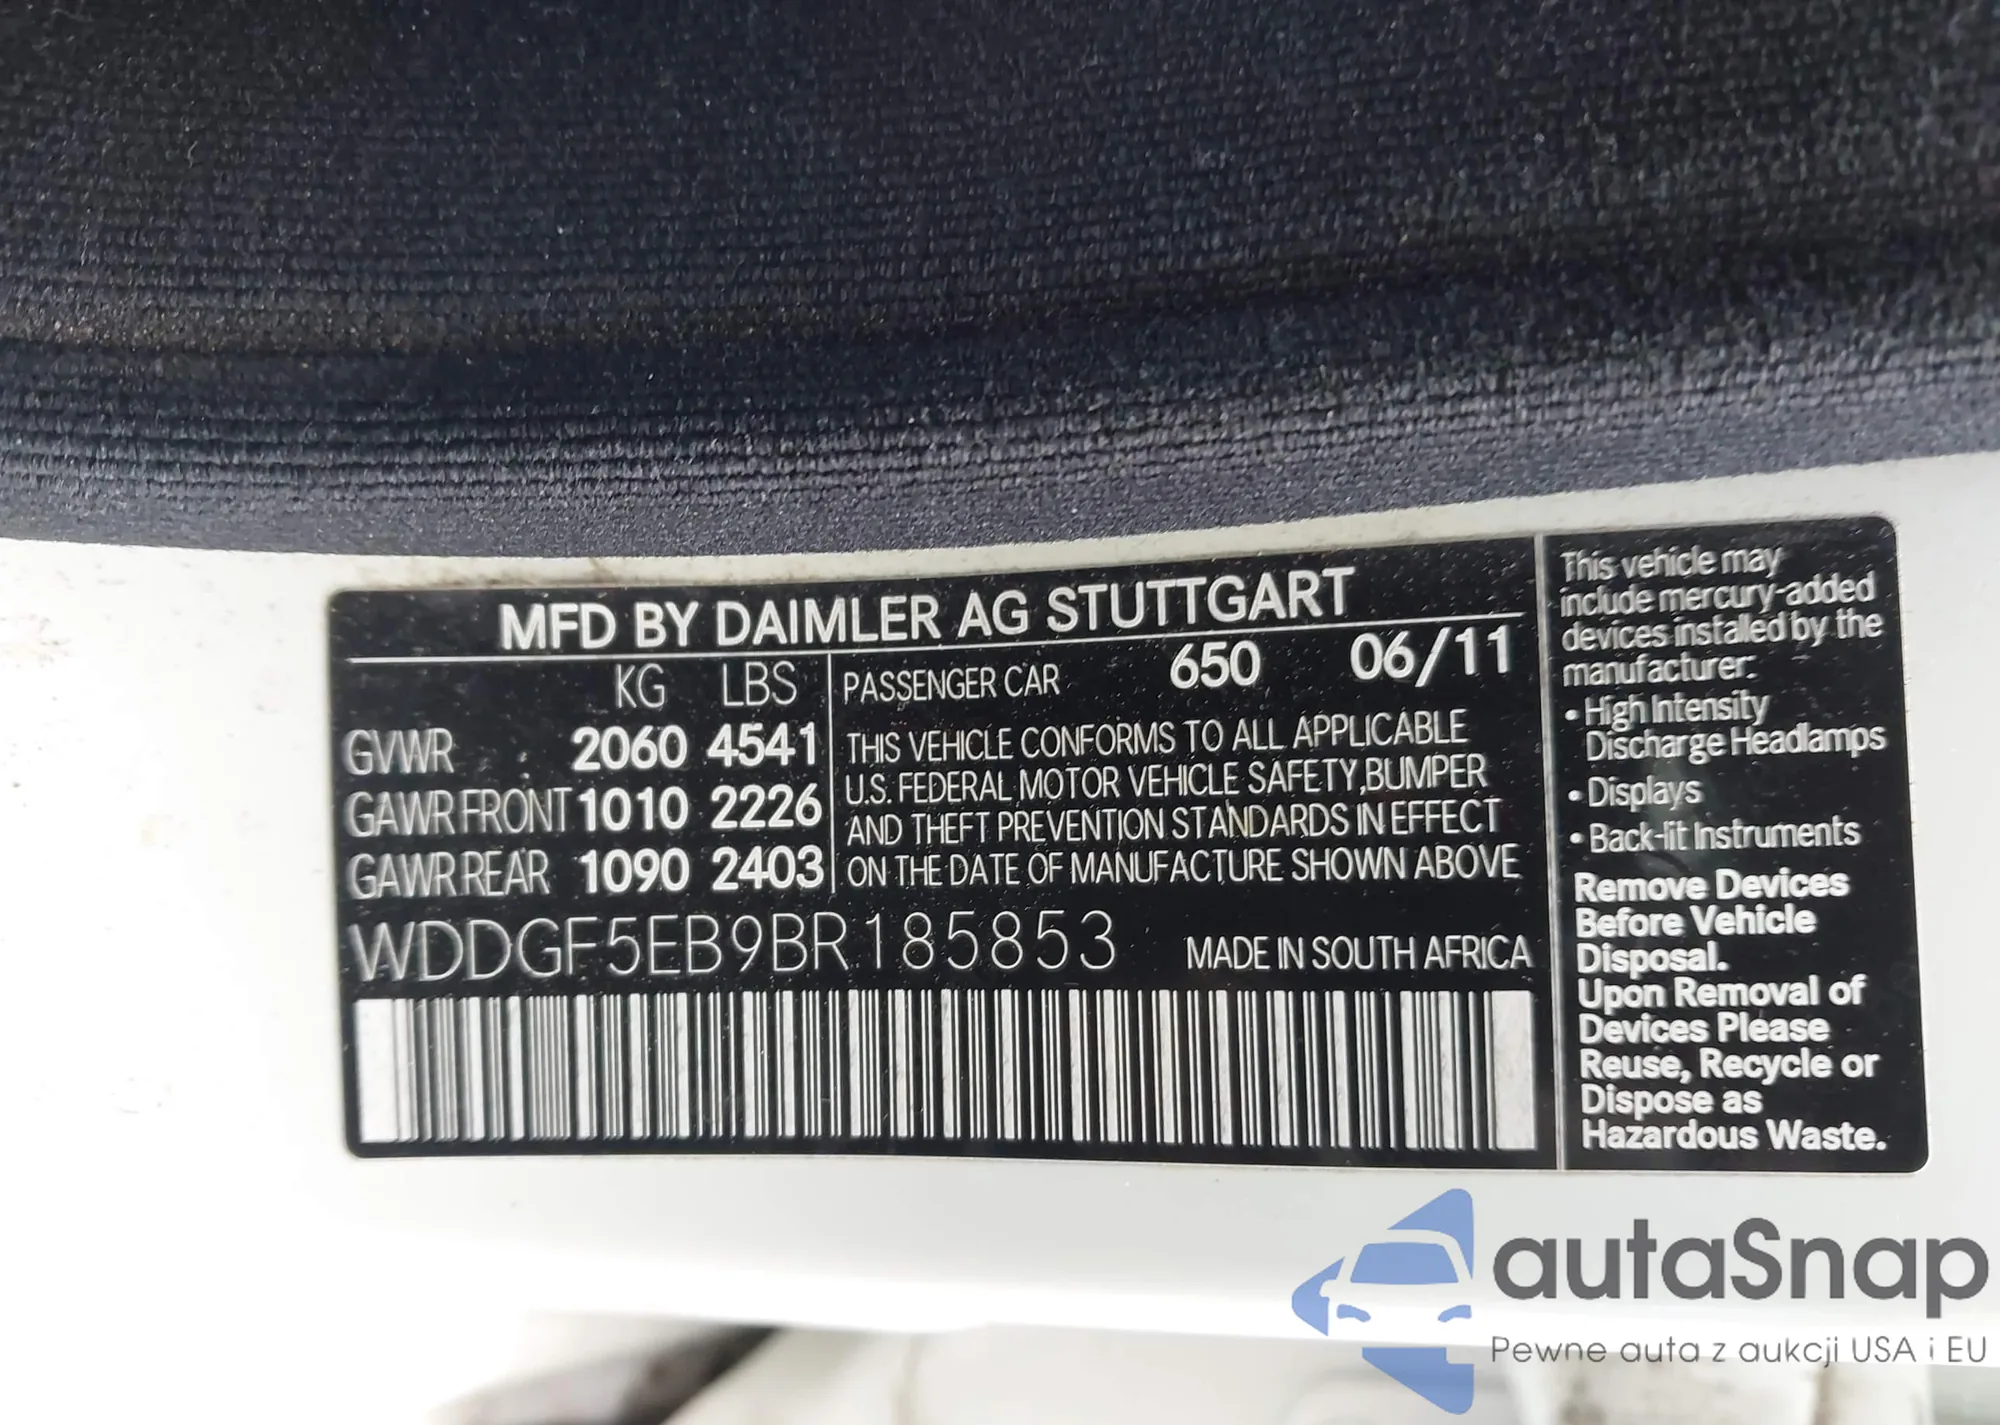 MFD BY DAIMLER AG STUTTGART
KG LBS
GVWR 2060 4541
GAWR FRONT 1010 2226
GAWR REAR 1090 2403
PASSENGER CAR 650 06/11
THIS VEHICLE CONFORMS TO ALL APPLICABLE
U.S. FEDERAL MOTOR VEHICLE SAFETY, BUMPER
AND THEFT PREVENTION STANDARDS IN EFFECT
ON THE DATE OF MANUFACTURE SHOWN ABOVE
WDDGF5EB9BR185853 MADE IN SOUTH AFRICA
This vehicle may
include mercury-added
devices installed by the
manufacturer:
• High Intensity
Discharge Headlamps
• Displays
• Back-lit Instruments
Remove Devices
Before Vehicle
Disposal.
Upon Removal of
Devices Please
Reuse, Recycle or
Dispose as
Hazardous Waste.
autaSnap
Pewne auta z aukcji USA i EU